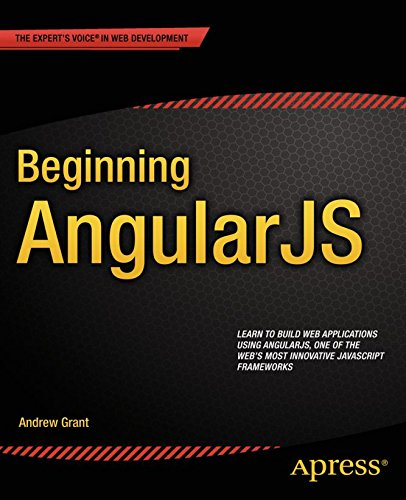 THE EXPERT'S VOICE® IN WEB DEVELOPMENT
Beginning
AngularJS
LEARN TO BUILD WEB APPLICATIONS
USING ANGULARJS, ONE OF THE
WEB'S MOST INNOVATIVE JAVASCRIPT
FRAMEWORKS
Andrew Grant
Apress®